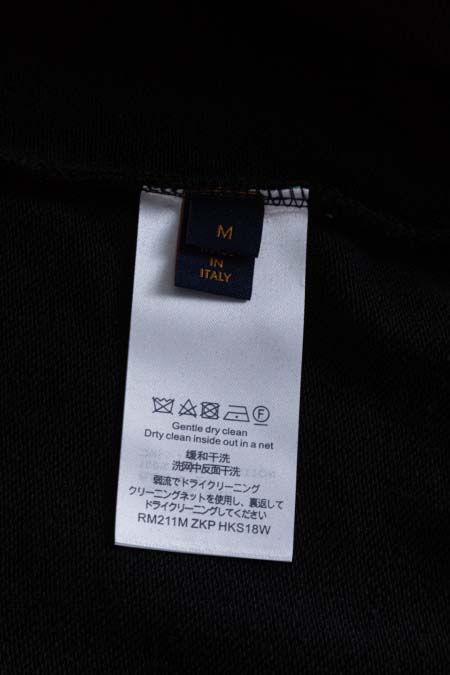 M
IN
ITALY
F
Gentle dry clean
Drty clean inside out in a net
缓和干洗
洗网中反面干洗
弱流でドライクリーニング
クリーニングネットを使用し、裏返して
ドライクリーニングしてください
RM211M ZKP HKS18W